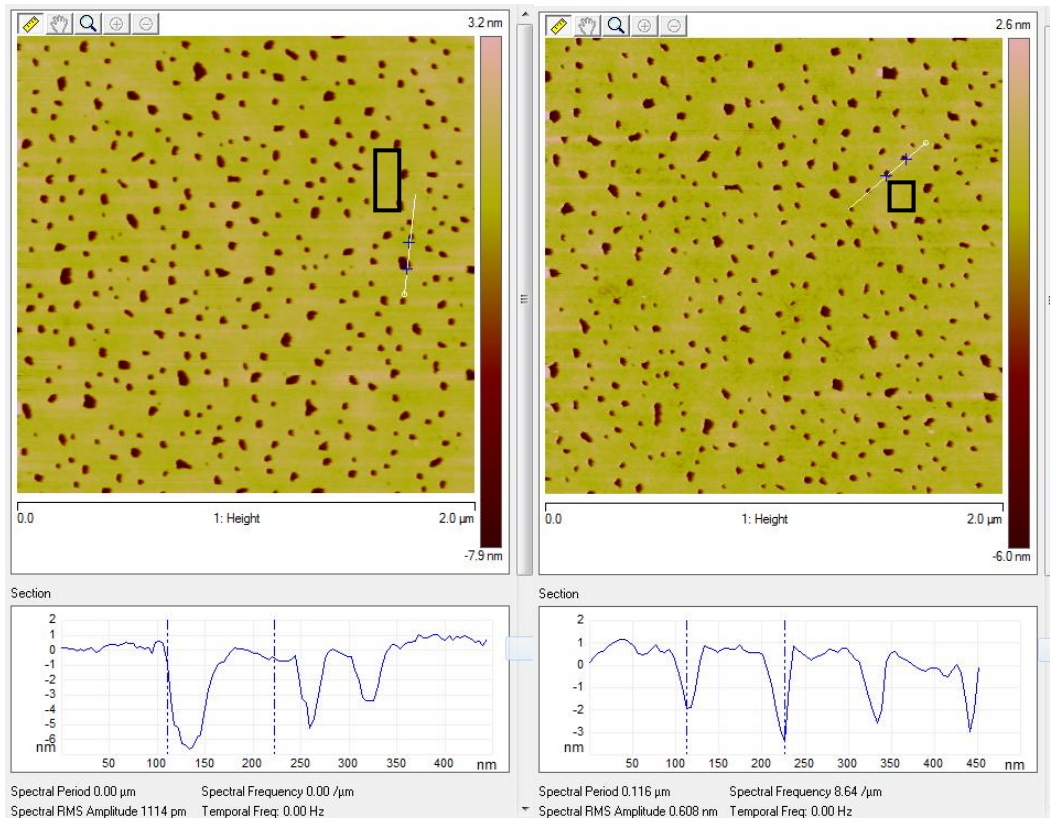 3.2 nm
-7.9 nm
0.0 1: Height 2.0 µm
Section
2
1
0
-1
-2
-3
-4
-5
-6
nm
50 100 150 200 250 300 350 400 nm
Spectral Period 0.00 µm Spectral Frequency 0.00 /µm
Spectral RMS Amplitude 1114 pm Temporal Freq: 0.00 Hz
2.6 nm
-6.0 nm
0.0 1: Height 2.0 µm
Section
2
1
0
-1
-2
-3
nm
50 100 150 200 250 300 350 400 450 nm
Spectral Period 0.116 µm Spectral Frequency 8.64 /µm
Spectral RMS Amplitude 0.608 nm Temporal Freq: 0.00 Hz